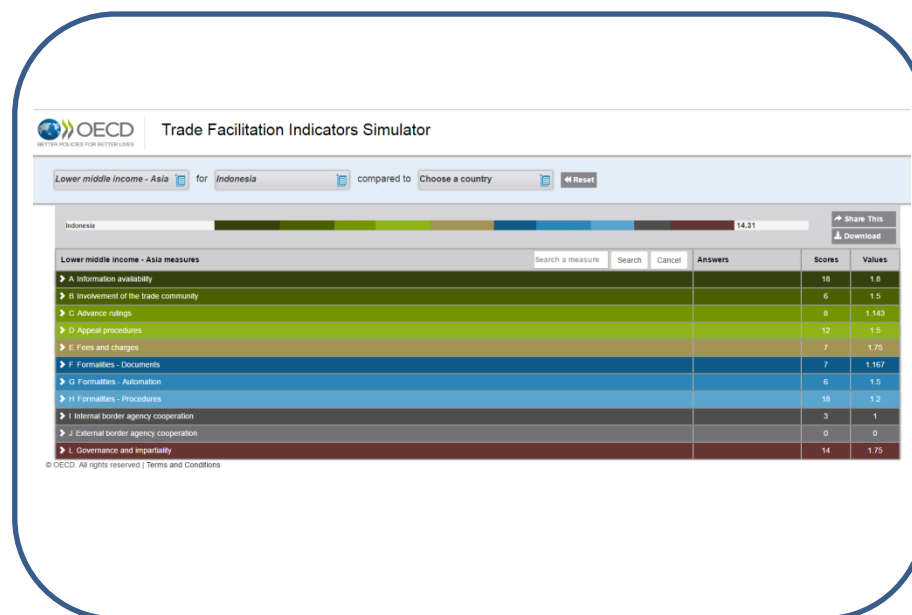 OECD
BETTER POLICIES FOR BETTER LIVES
Trade Facilitation Indicators Simulator
Lower middle income - Asia for Indonesia compared to Choose a country Reset
Indonesia 14.31
Share This
Download
Lower middle income - Asia measures Search a measure Search Cancel Answers Scores Values
A Information availability 18 1.8
B Involvement of the trade community 6 1.5
C Advance rulings 8 1.143
D Appeal procedures 12 1.5
E Fees and charges 7 1.75
F Formalities - Documents 7 1.167
G Formalities - Automation 6 1.5
H Formalities - Procedures 18 1.2
I Internal border agency cooperation 3 1
J External border agency cooperation 0 0
L Governance and impartiality 14 1.75
© OECD. All rights reserved | Terms and Conditions